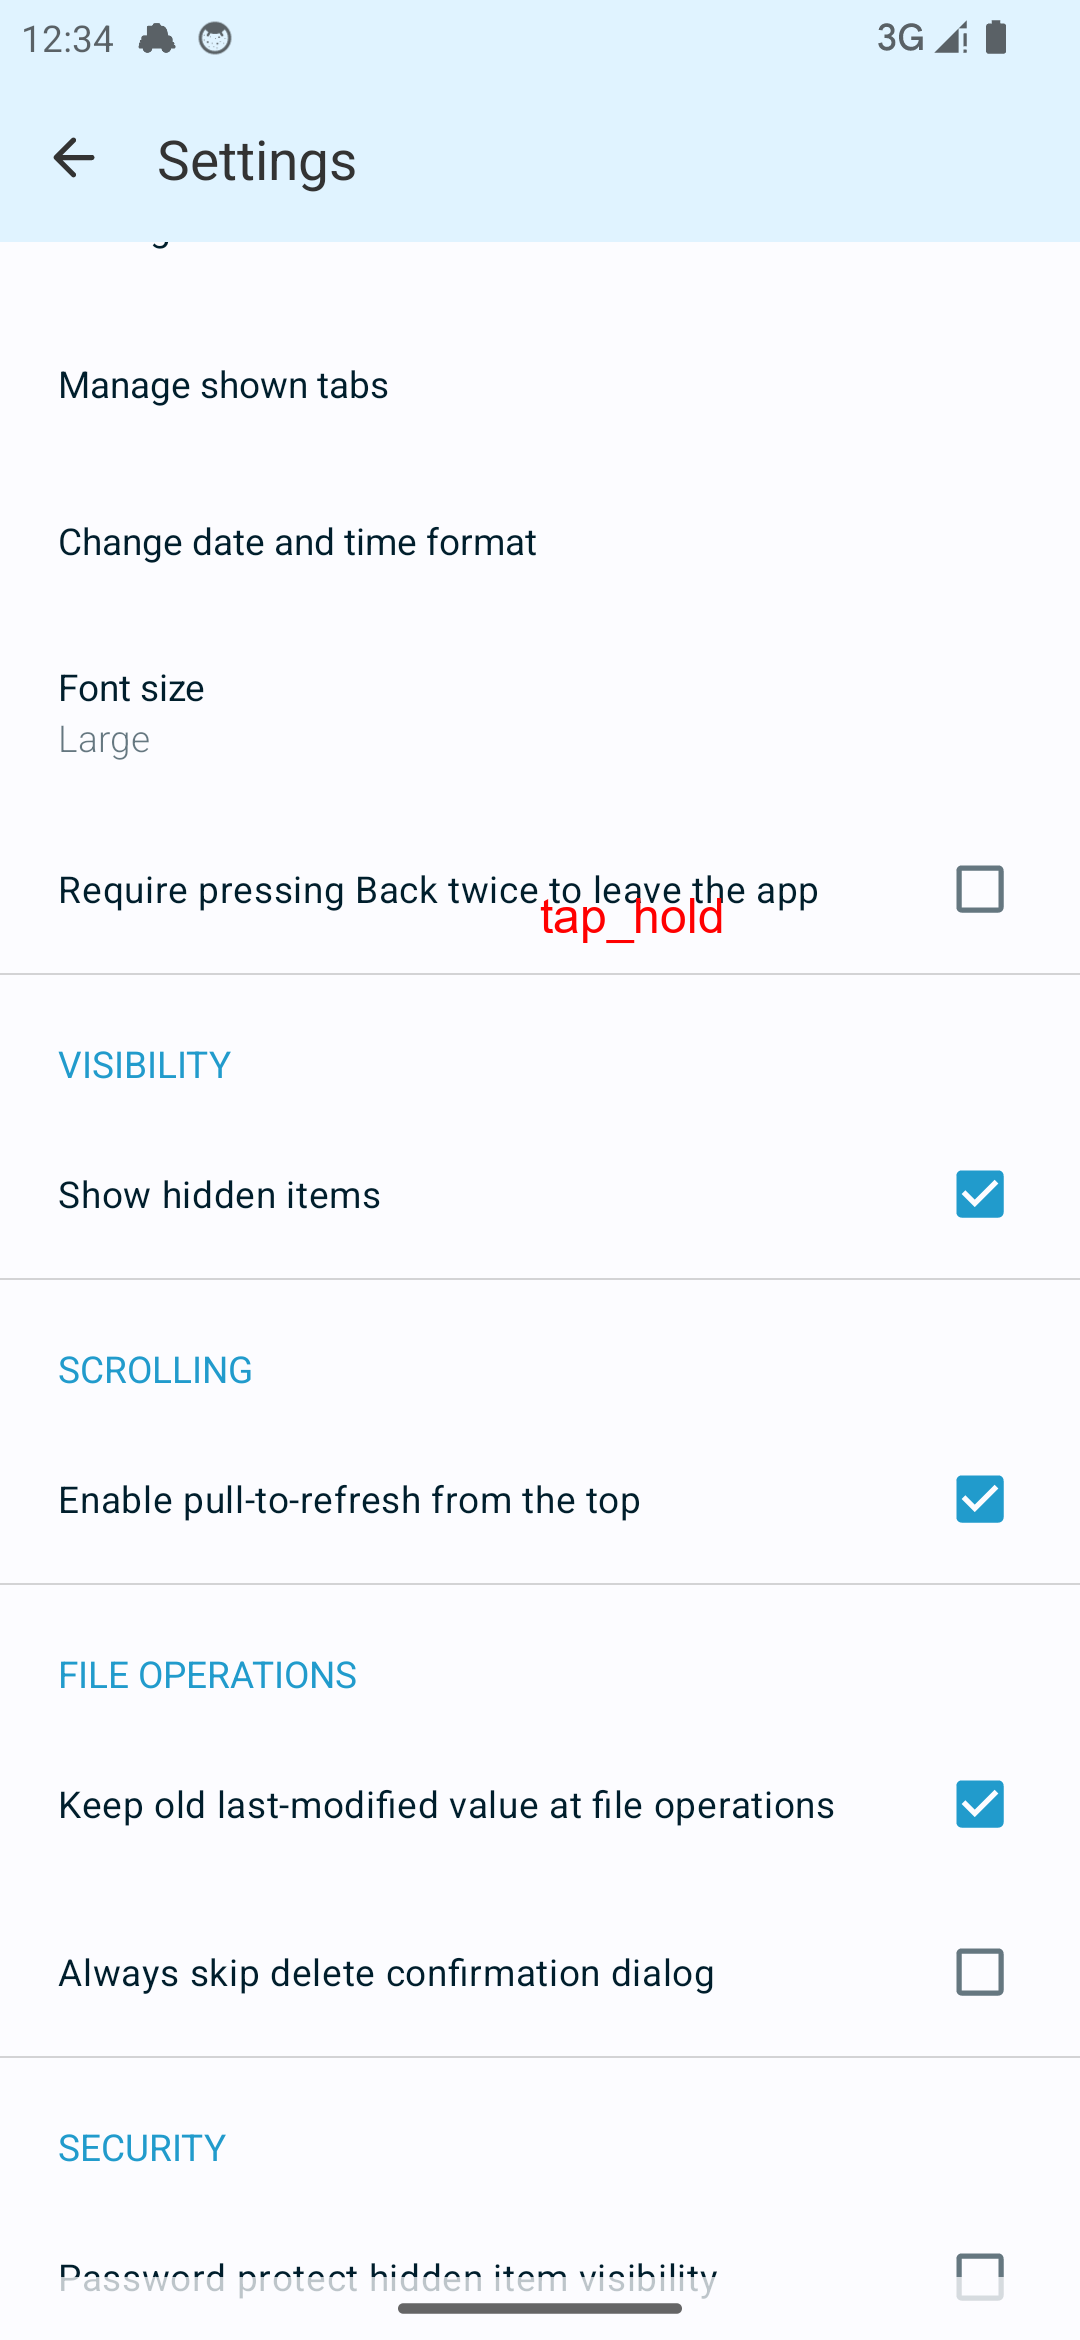 12:34
3G
Settings
Manage shown tabs
Change date and time format
Font size
Large
Require pressing Back twice to leave the app
tap_hold
VISIBILITY
Show hidden items
SCROLLING
Enable pull-to-refresh from the top
FILE OPERATIONS
Keep old last-modified value at file operations
Always skip delete confirmation dialog
SECURITY
Password protect hidden item visibility